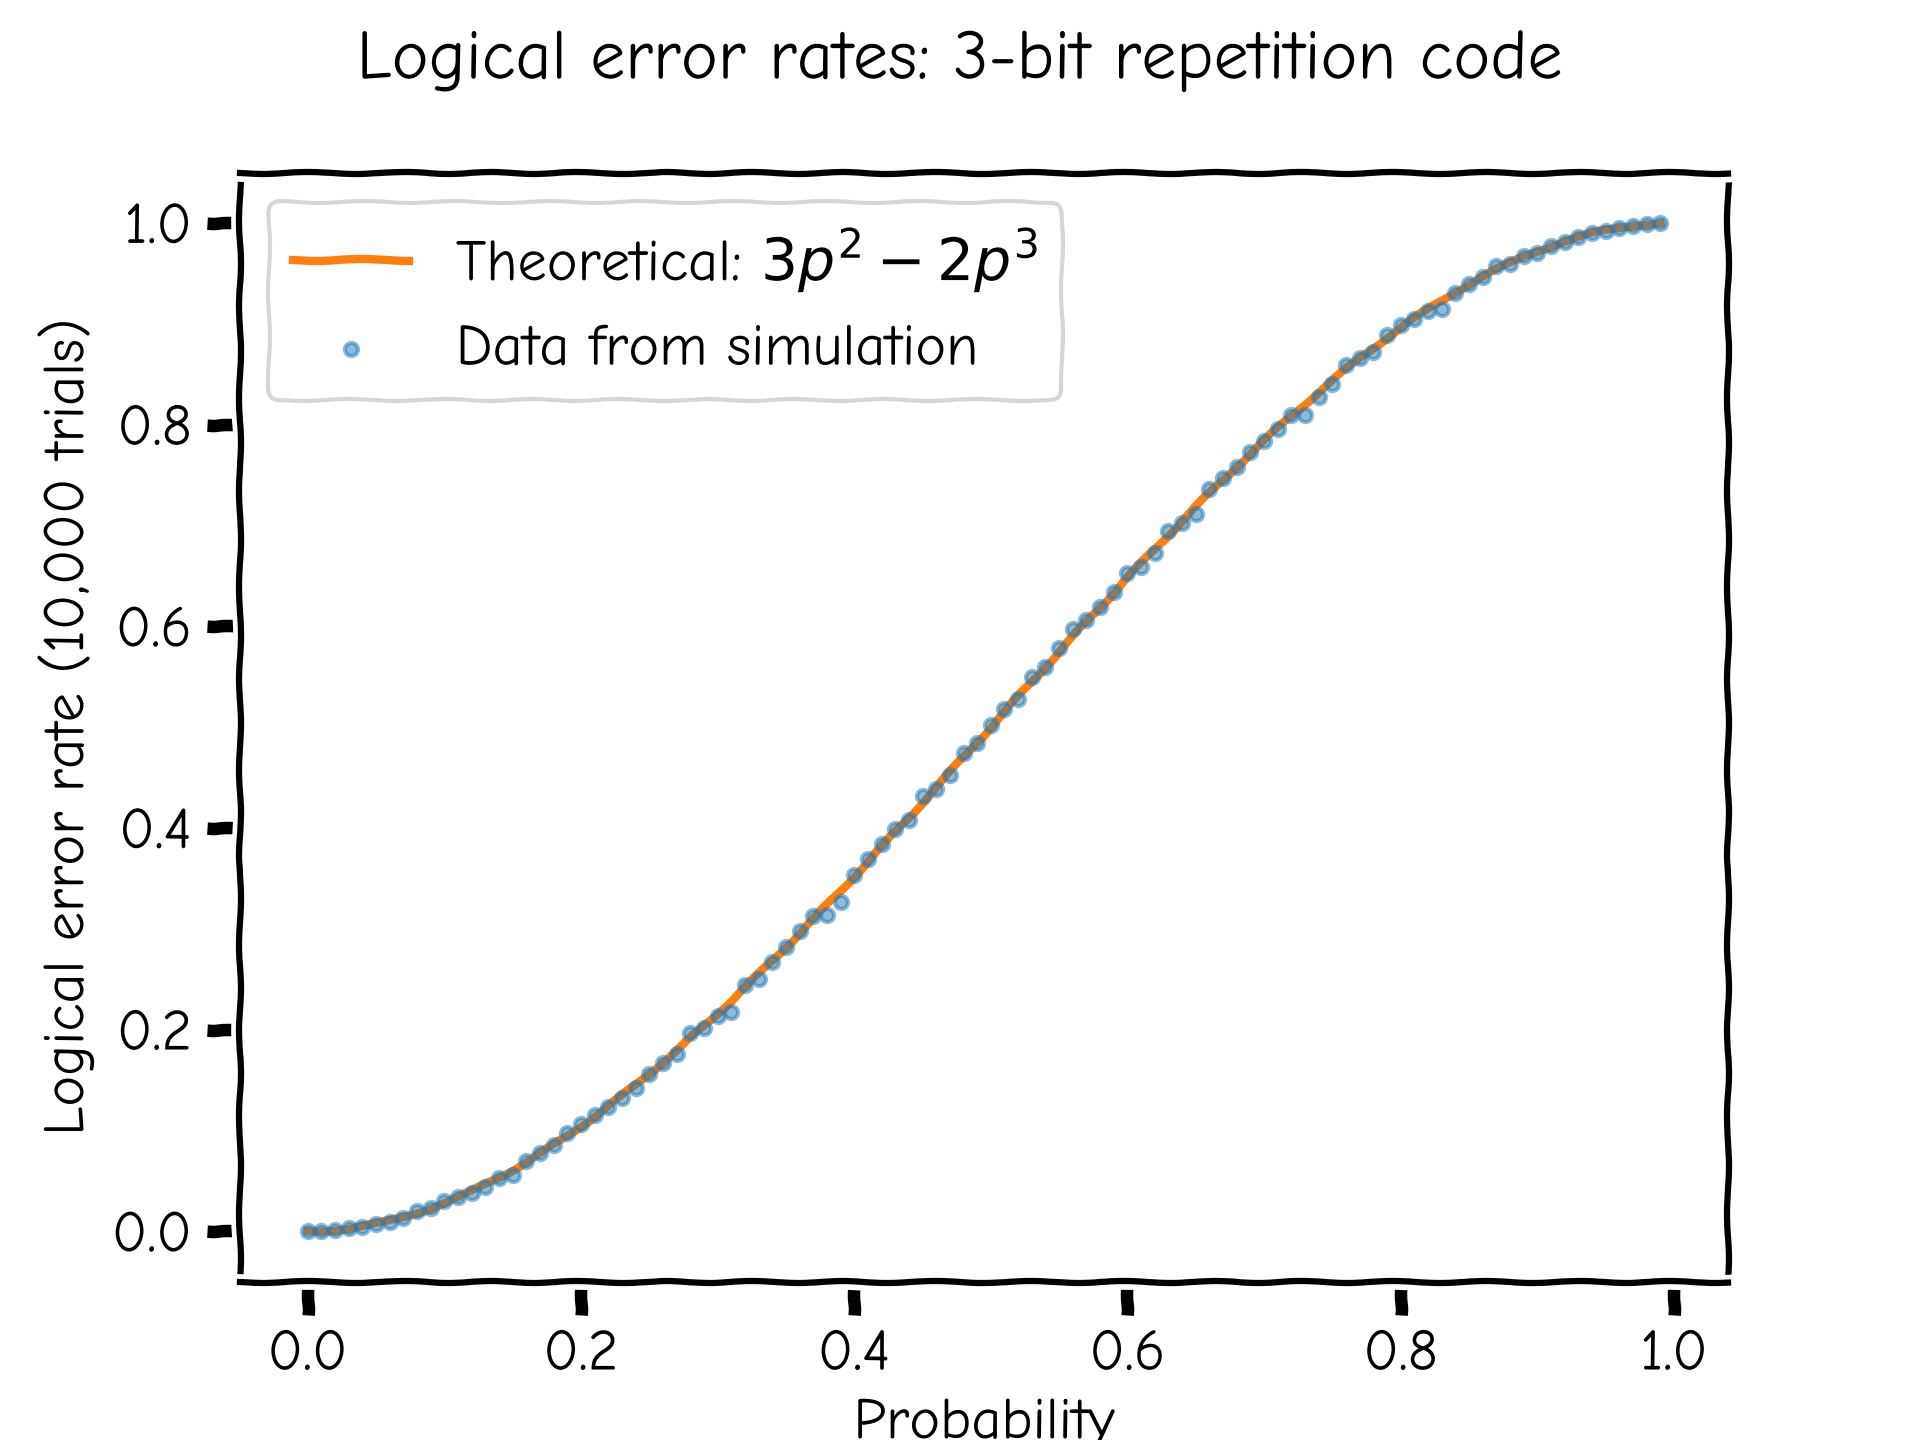 Logical error rates: 3-bit repetition code
Theoretical: 3p² − 2p³
Data from simulation
Logical error rate (10,000 trials)
1.0
0.8
0.6
0.4
0.2
0.0
0.0 0.2 0.4 0.6 0.8 1.0
Probability